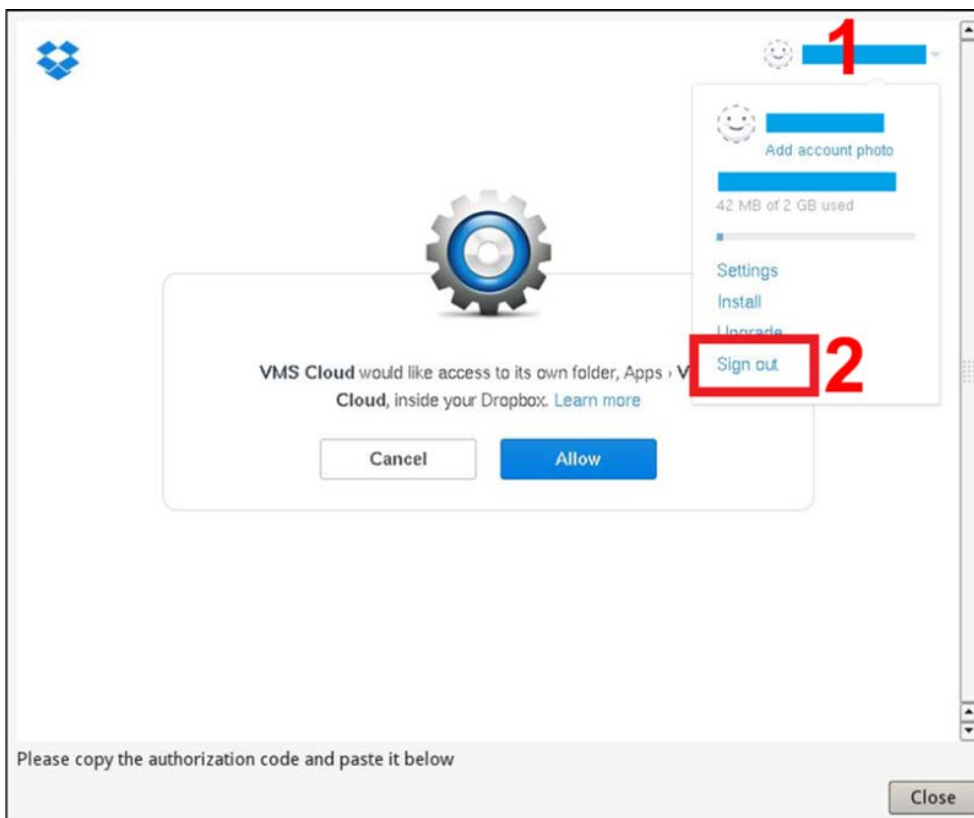 1
Add account photo
42 MB of 2 GB used
Settings
Install
Upgrade
Sign out
2
VMS Cloud would like access to its own folder, Apps › V
Cloud, inside your Dropbox. Learn more
Cancel
Allow
Please copy the authorization code and paste it below
Close